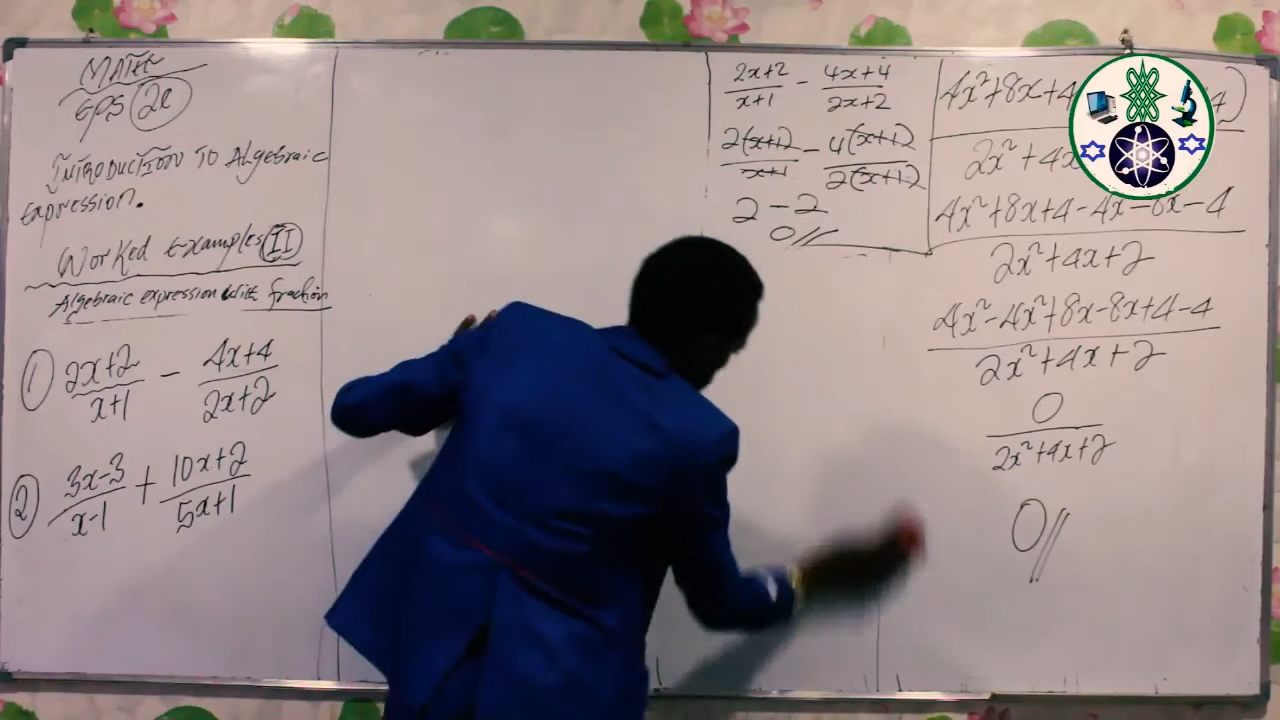 MATHS
EPS 2e
INTRODUCTION TO Algebraic
Expression.
Worked Examples II
Algebraic expression with fraction
① 2x+2/x+1 − 4x+4/2x+2
② 3x-3/x-1 + 10x+2/5x+1
2x+2/x+1 − 4x+4/2x+2
2(x+1)/x+1 − 4(x+1)/2(x+1)
2 − 2
0//
4x²+8x+4 4)
2x² + 4x
4x²+8x+4-4x-8x-4
2x²+4x+2
4x²-4x²+8x-8x+4-4
2x²+4x+2
0
2x²+4x+2
0//